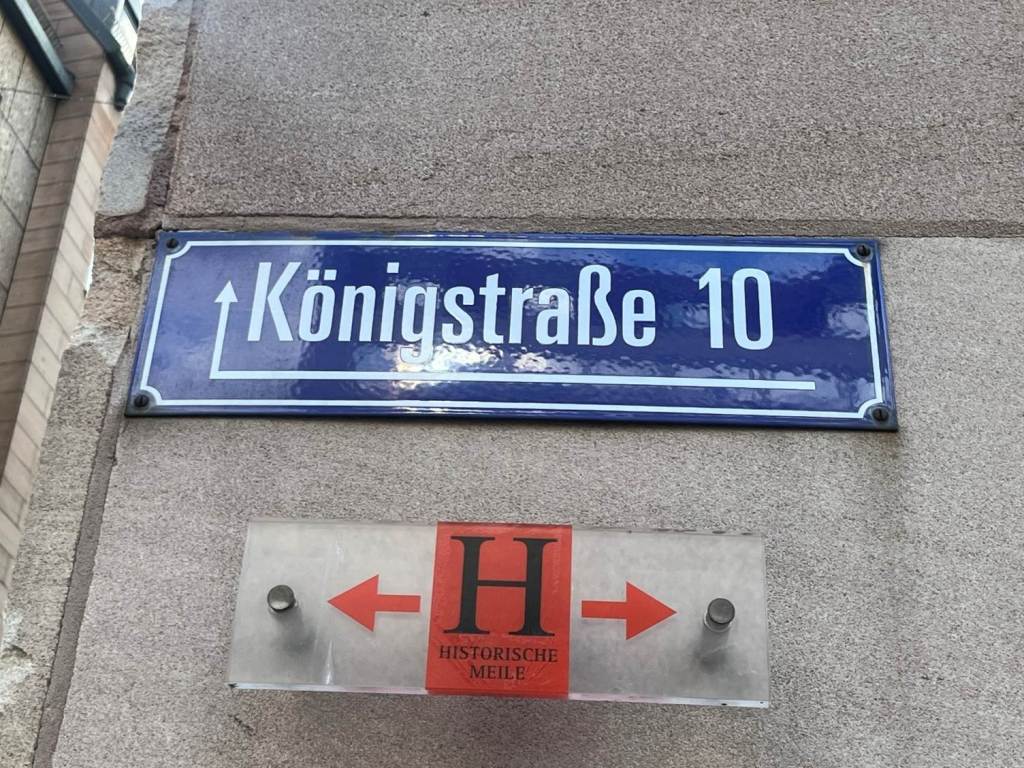 Königstraße 10
H
HISTORISCHE
MEILE